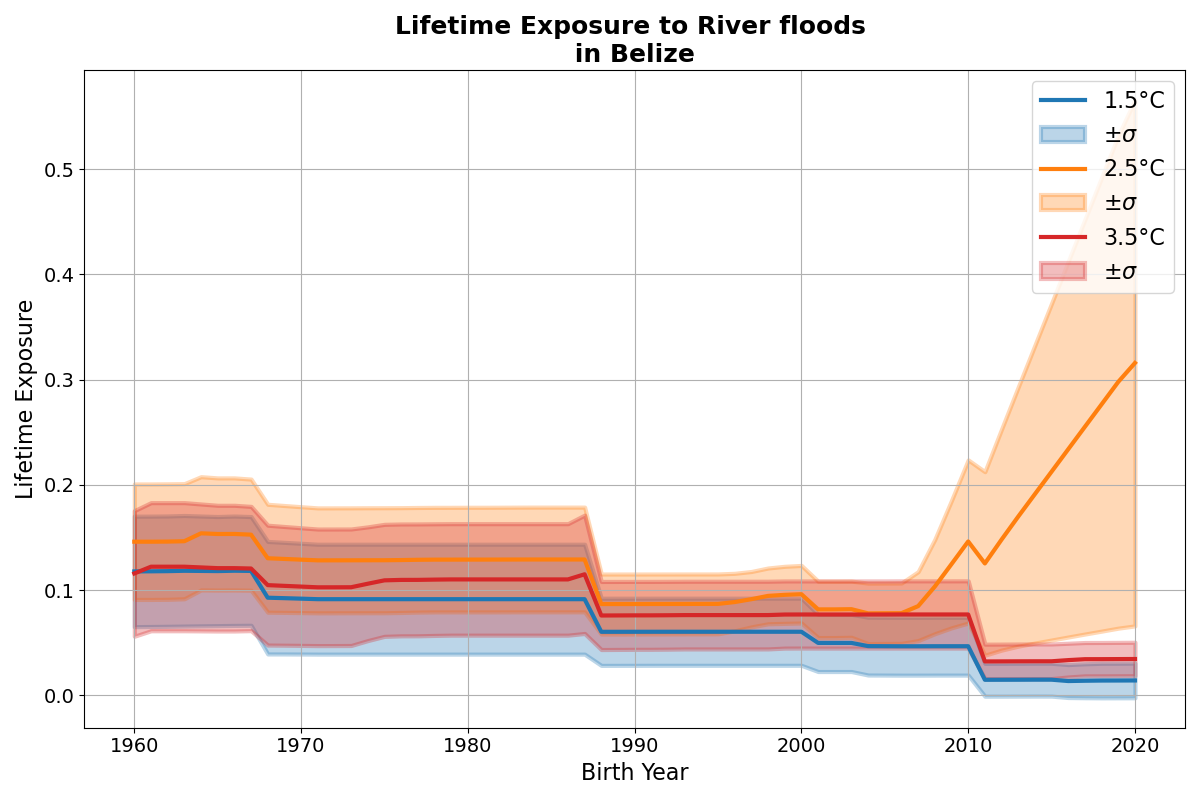 Lifetime Exposure to River floods
in Belize
1.5°C
±σ
2.5°C
±σ
3.5°C
±σ
Lifetime Exposure
0.5
0.4
0.3
0.2
0.1
0.0
1960 1970 1980 1990 2000 2010 2020
Birth Year